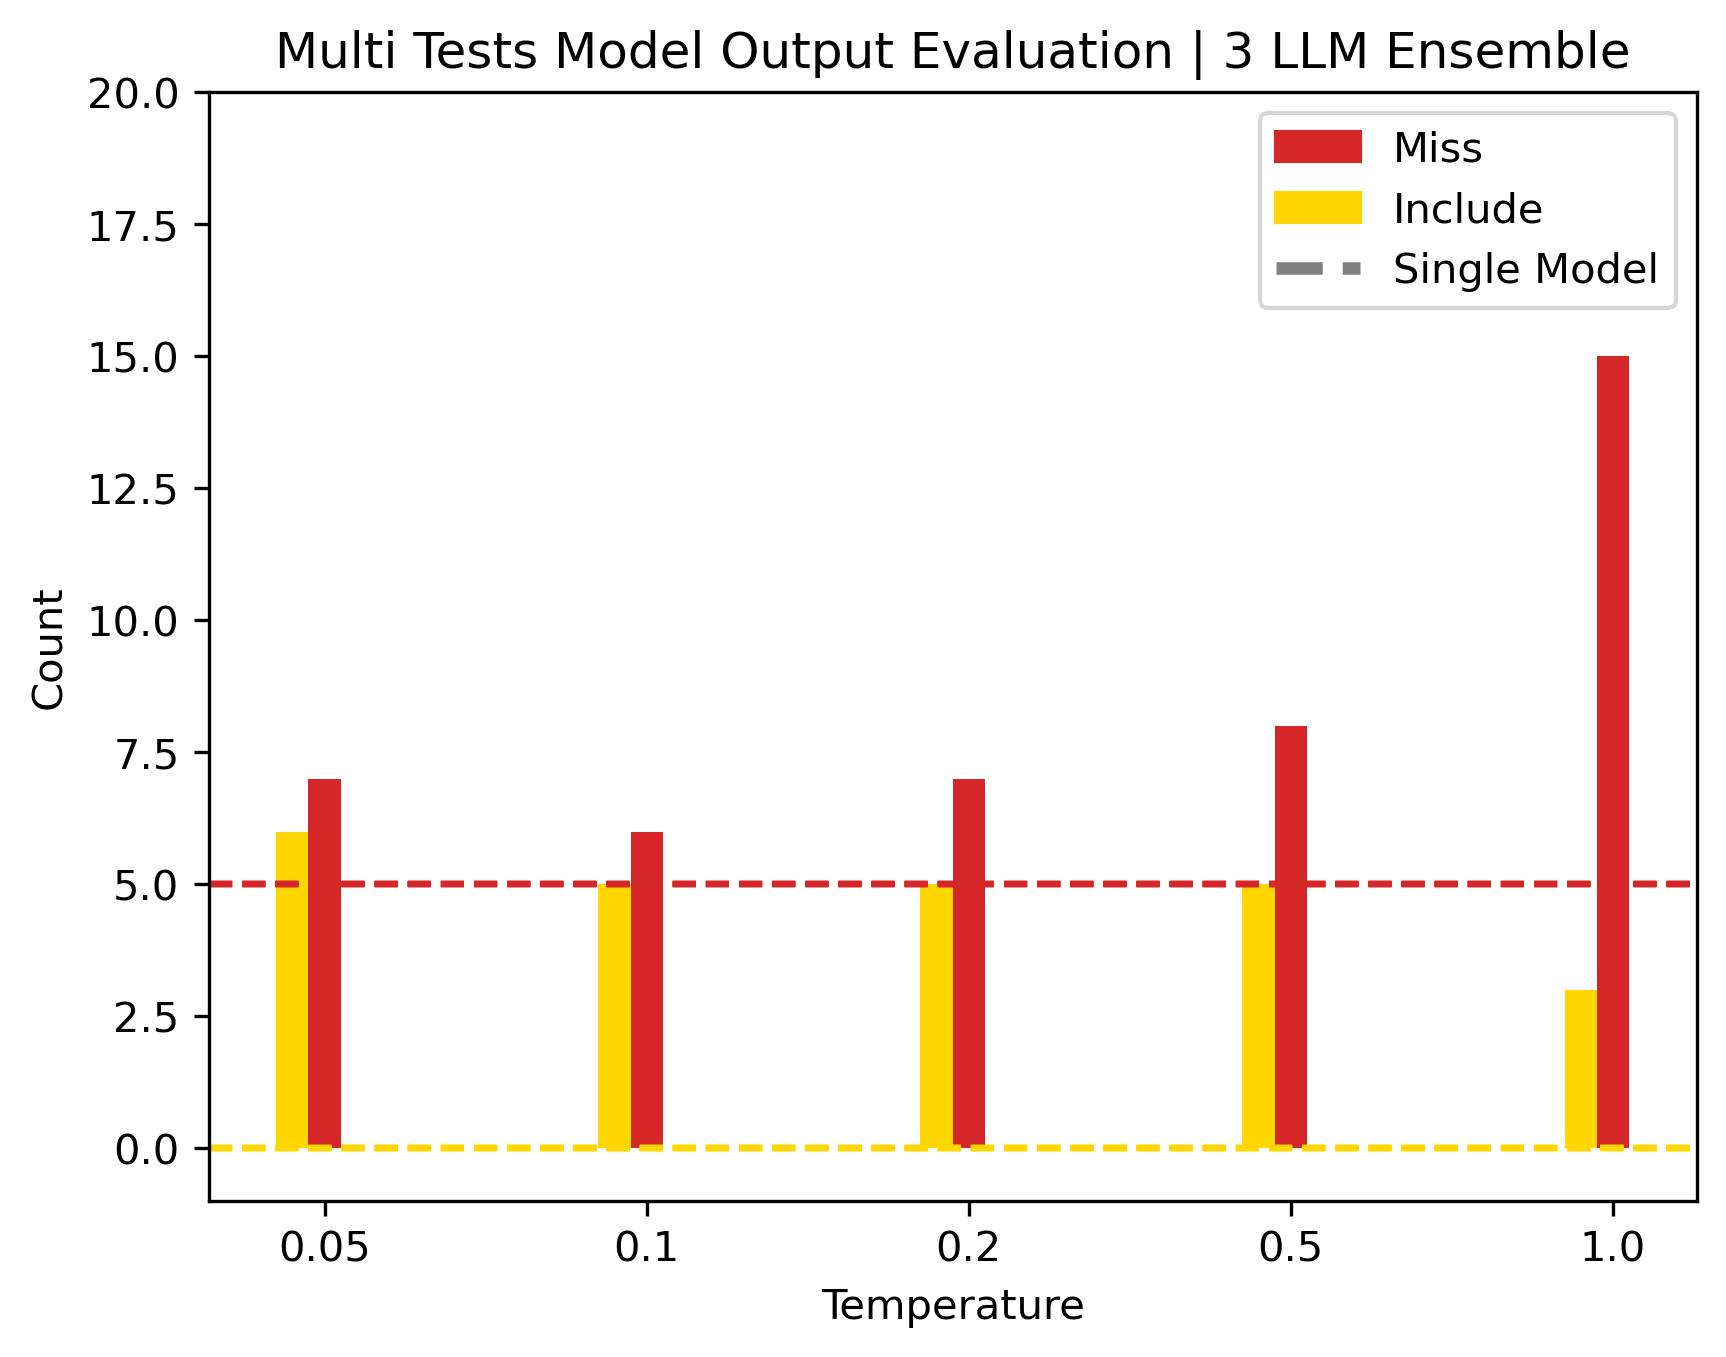 Multi Tests Model Output Evaluation | 3 LLM Ensemble
20.0
17.5
15.0
12.5
10.0
7.5
5.0
2.5
0.0
Count
Miss
Include
Single Model
0.05 0.1 0.2 0.5 1.0
Temperature